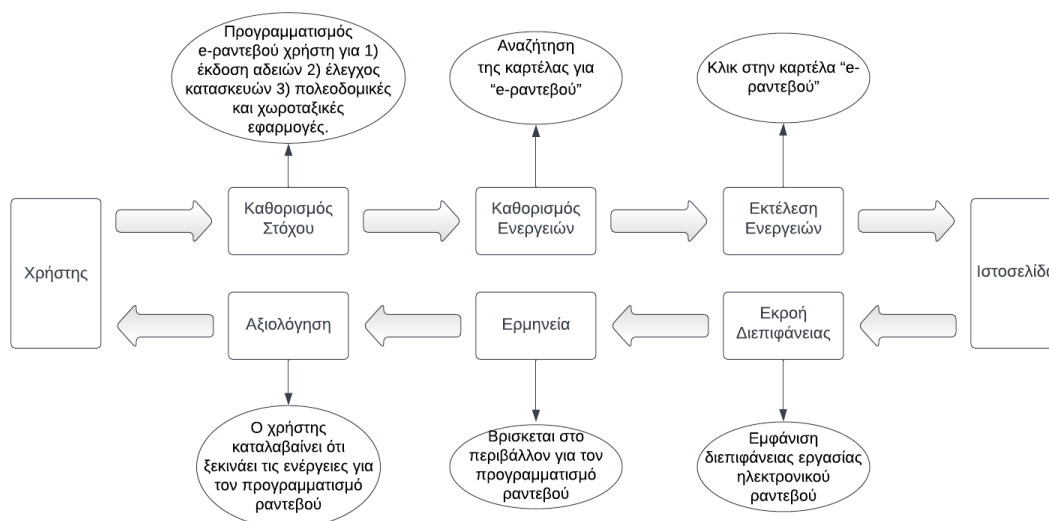 Προγραμματισμός
e-ραντεβού χρήστη για 1)
έκδοση αδειών 2) έλεγχος
κατασκευών 3) πολεοδομικές
και χωροταξικές
εφαρμογές.
Αναζήτηση
της καρτέλας για
“e-ραντεβού”
Κλικ στην καρτέλα “e-
ραντεβού”
Χρήστης
Καθορισμός
Στόχου
Καθορισμός
Ενεργειών
Εκτέλεση
Ενεργειών
Ιστοσελίδα
Αξιολόγηση
Ερμηνεία
Εκροή
Διεπιφάνειας
Ο χρήστης
καταλαβαίνει ότι
ξεκινάει τις ενέργειες για
τον προγραμματισμό
ραντεβού
Βρισκεται στο
περιβάλλον για τον
προγραμματισμό
ραντεβού
Εμφάνιση
διεπιφάνειας εργασίας
ηλεκτρονικού
ραντεβού